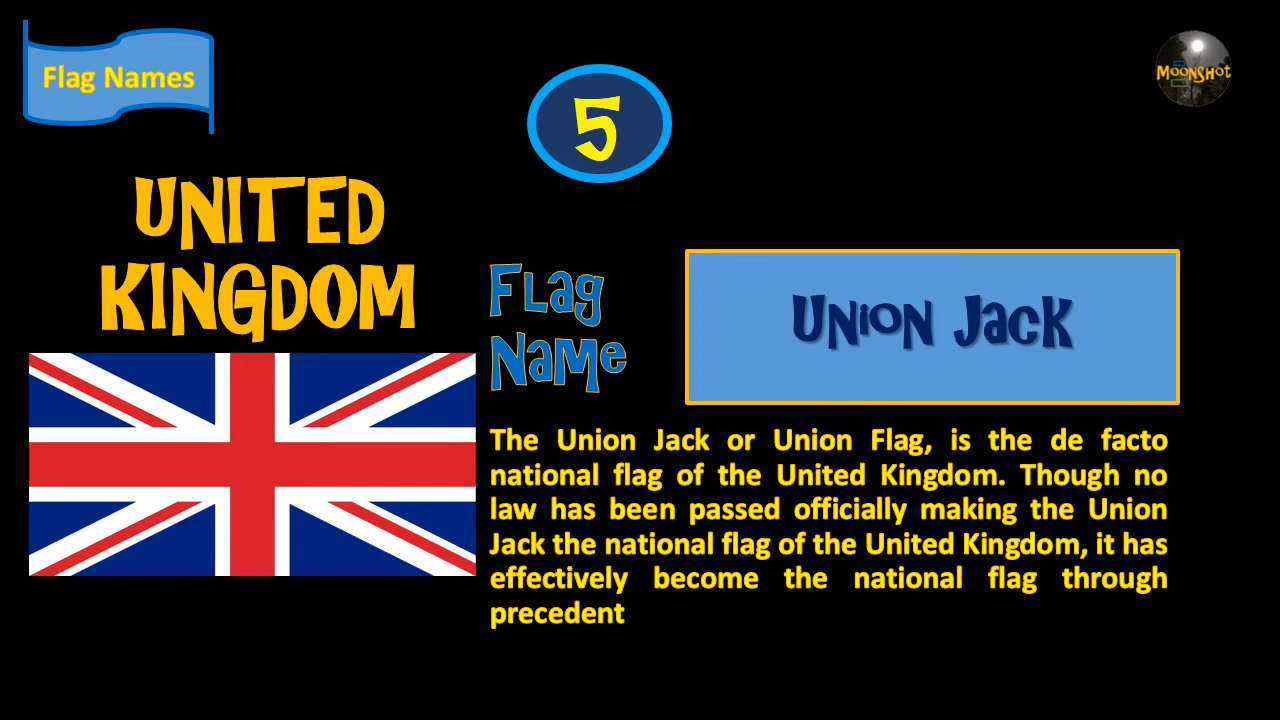 Flag Names
MOONSHOT
5
UNITED
KINGDOM
Flag
Name
Union Jack
The Union Jack or Union Flag, is the de facto
national flag of the United Kingdom. Though no
law has been passed officially making the Union
Jack the national flag of the United Kingdom, it has
effectively become the national flag through
precedent